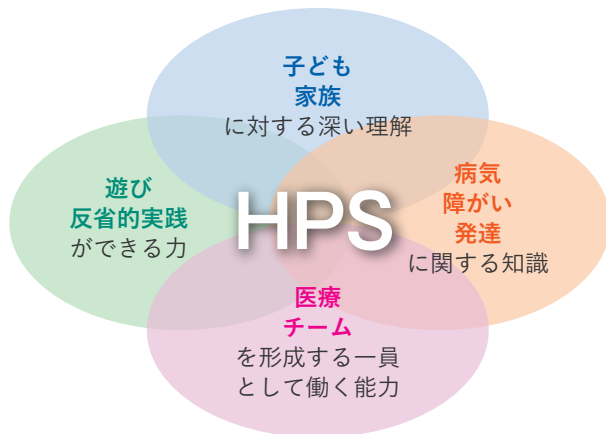 子ども
家族
に対する深い理解
遊び
反省的実践
ができる力
HPS
病気
障がい
発達
に関する知識
医療
チーム
を形成する一員
として働く能力